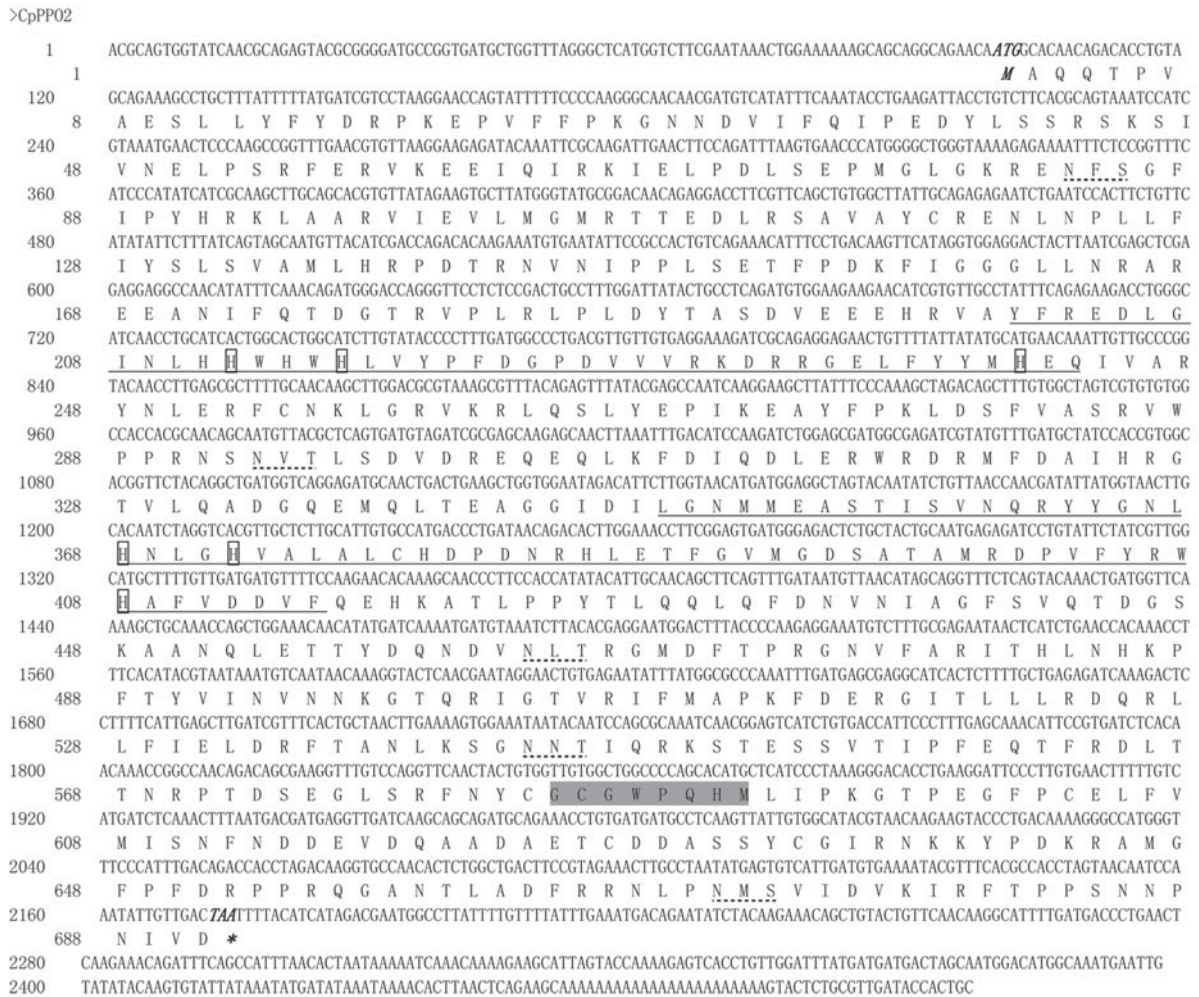 >CpPPO2
1 ACGCAGTGGTATCAACGCAGAGTACGCGGGGATGCCGGTGATGCTGGTTTAGGGCTCATGGTCTTCGAATAAACTGGAAAAAAGCAGCAGGCAGAACAATGGCACAACAGACACCTGTA
1 M A Q Q T P V
120 GCAGAAAGCCTGCTTTATTTTTATGATCGTCCTAAGGAACCAGTATTTTTCCCCAAGGGCAACAACGATGTCATATTTCAAATACCTGAAGATTACCTGTCTTCACGCAGTAAATCCATC
8 A E S L L Y F Y D R P K E P V F F P K G N N D V I F Q I P E D Y L S S R S K S I
240 GTAAATGAACTCCCAAGCCGGTTTGAACGTGTTAAGGAAGAGATACAAATTCGCAAGATTGAACTTCCAGATTTAAGTGAACCCATGGGGCTGGGTAAAAGAGAAAATTTCTCCGGTTTC
48 V N E L P S R F E R V K E E I Q I R K I E L P D L S E P M G L G K R E N F S G F
360 ATCCCATATCATCGCAAGCTTGCAGCACGTGTTATAGAAGTGCTTATGGGTATGCGGACAACAGAGGACCTTCGTTCAGCTGTGGCTTATTGCAGAGAGAATCTGAATCCACTTCTGTTC
88 I P Y H R K L A A R V I E V L M G M R T T E D L R S A V A Y C R E N L N P L L F
480 ATATATTCTTTATCAGTAGCAATGTTACATCGACCAGACACAAGAAATGTGAATATTCCGCCACTGTCAGAAACATTTCCTGACAAGTTCATAGGTGGAGGACTACTTAATCGAGCTCGA
128 I Y S L S V A M L H R P D T R N V N I P P L S E T F P D K F I G G G L L N R A R
600 GAGGAGGCCAACATATTTCAAACAGATGGGACCAGGGTTCCTCTCCGACTGCCTTTGGATTATACTGCCTCAGATGTGGAAGAAGAACATCGTGTTGCCTATTTCAGAGAAGACCTGGGC
168 E E A N I F Q T D G T R V P L R L P L D Y T A S D V E E E H R V A Y F R E D L G
720 ATCAACCTGCATCACTGGCACTGGCATCTTGTATACCCCTTTGATGGCCCTGACGTTGTTGTGAGGAAAGATCGCAGAGGAGAACTGTTTTATTATATGCATGAACAAATTGTTGCCCGG
208 I N L H H W H W H L V Y P F D G P D V V V R K D R R G E L F Y Y M H E Q I V A R
840 TACAACCTTGAGCGCTTTTGCAACAAGCTTGGACGCGTAAAGCGTTTACAGAGTTTATACGAGCCAATCAAGGAAGCTTATTTCCCAAAGCTAGACAGCTTTGTGGCTAGTCGTGTGTGG
248 Y N L E R F C N K L G R V K R L Q S L Y E P I K E A Y F P K L D S F V A S R V W
960 CCACCACGCAACAGCAATGTTACGCTCAGTGATGTAGATCGCGAGCAAGAGCAACTTAAATTTGACATCCAAGATCTGGAGCGATGGCGAGATCGTATGTTTGATGCTATCCACCGTGGC
288 P P R N S N V T L S D V D R E Q E Q L K F D I Q D L E R W R D R M F D A I H R G
1080 ACGGTTCTACAGGCTGATGGTCAGGAGATGCAACTGACTGAAGCTGGTGGAATAGACATTCTTGGTAACATGATGGAGGCTAGTACAATATCTGTTAACCAACGATATTATGGTAACTTG
328 T V L Q A D G Q E M Q L T E A G G I D I L G N M M E A S T I S V N Q R Y Y G N L
1200 CACAATCTAGGTCACGTTGCTCTTGCATTGTGCCATGACCCTGATAACAGACACTTGGAAACCTTCGGAGTGATGGGAGACTCTGCTACTGCAATGAGAGATCCTGTATTCTATCGTTGG
368 H N L G H V A L A L C H D P D N R H L E T F G V M G D S A T A M R D P V F Y R W
1320 CATGCTTTTGTTGATGATGTTTTCCAAGAACACAAAGCAACCCTTCCACCATATACATTGCAACAGCTTCAGTTTGATAATGTTAACATAGCAGGTTTCTCAGTACAAACTGATGGTTCA
408 H A F V D D V F Q E H K A T L P P Y T L Q Q L Q F D N V N I A G F S V Q T D G S
1440 AAAGCTGCAAACCAGCTGGAAACAACATATGATCAAAATGATGTAAATCTTACACGAGGAATGGACTTTACCCCAAGAGGAAATGTCTTTGCGAGAATAACTCATCTGAACCACAAACCT
448 K A A N Q L E T T Y D Q N D V N L T R G M D F T P R G N V F A R I T H L N H K P
1560 TTCACATACGTAATAAATGTCAATAACAAAGGTACTCAACGAATAGGAACTGTGAGAATATTTATGGCGCCCAAATTTGATGAGCGAGGCATCACTCTTTTGCTGAGAGATCAAAGACTC
488 F T Y V I N V N N K G T Q R I G T V R I F M A P K F D E R G I T L L L R D Q R L
1680 CTTTTCATTGAGCTTGATCGTTTCACTGCTAACTTGAAAAGTGGAAATAATACAATCCAGCGCAAATCAACGGAGTCATCTGTGACCATTCCCTTTGAGCAAACATTCCGTGATCTCACA
528 L F I E L D R F T A N L K S G N N T I Q R K S T E S S V T I P F E Q T F R D L T
1800 ACAAACCGGCCAACAGACAGCGAAGGTTTGTCCAGGTTCAACTACTGTGGTTGTGGCTGGCCCCAGCACATGCTCATCCCTAAAGGGACACCTGAAGGATTCCCTTGTGAACTTTTTGTC
568 T N R P T D S E G L S R F N Y C G C G W P Q H M L I P K G T P E G F P C E L F V
1920 ATGATCTCAAACTTTAATGACGATGAGGTTGATCAAGCAGCAGATGCAGAAACCTGTGATGATGCCTCAAGTTATTGTGGCATACGTAACAAGAAGTACCCTGACAAAAGGGCCATGGGT
608 M I S N F N D D E V D Q A A D A E T C D D A S S Y C G I R N K K Y P D K R A M G
2040 TTCCCATTTGACAGACCACCTAGACAAGGTGCCAACACTCTGGCTGACTTCCGTAGAAACTTGCCTAATATGAGTGTCATTGATGTGAAAATACGTTTCACGCCACCTAGTAACAATCCA
648 F P F D R P P R Q G A N T L A D F R R N L P N M S V I D V K I R F T P P S N N P
2160 AATATTGTTGACTAATTTTACATCATAGACGAATGGCCTTATTTTGTTTTATTTGAAATGACAGAATATCTACAAGAAACAGCTGTACTGTTCAACAAGGCATTTTGATGACCCTGAACT
688 N I V D *
2280 CAAGAAACAGATTTCAGCCATTTAACACTAATAAAAATCAAACAAAAGAAGCATTAGTACCAAAAGAGTCACCTGTTGGATTTATGATGATGACTAGCAATGGACATGGCAAATGAATTG
2400 TATATACAAGTGTATTATAAATATGATATAAATAAAACACTTAACTCAGAAGCAAAAAAAAAAAAAAAAAAAAAAAAGTACTCTGCGTTGATACCACTGC